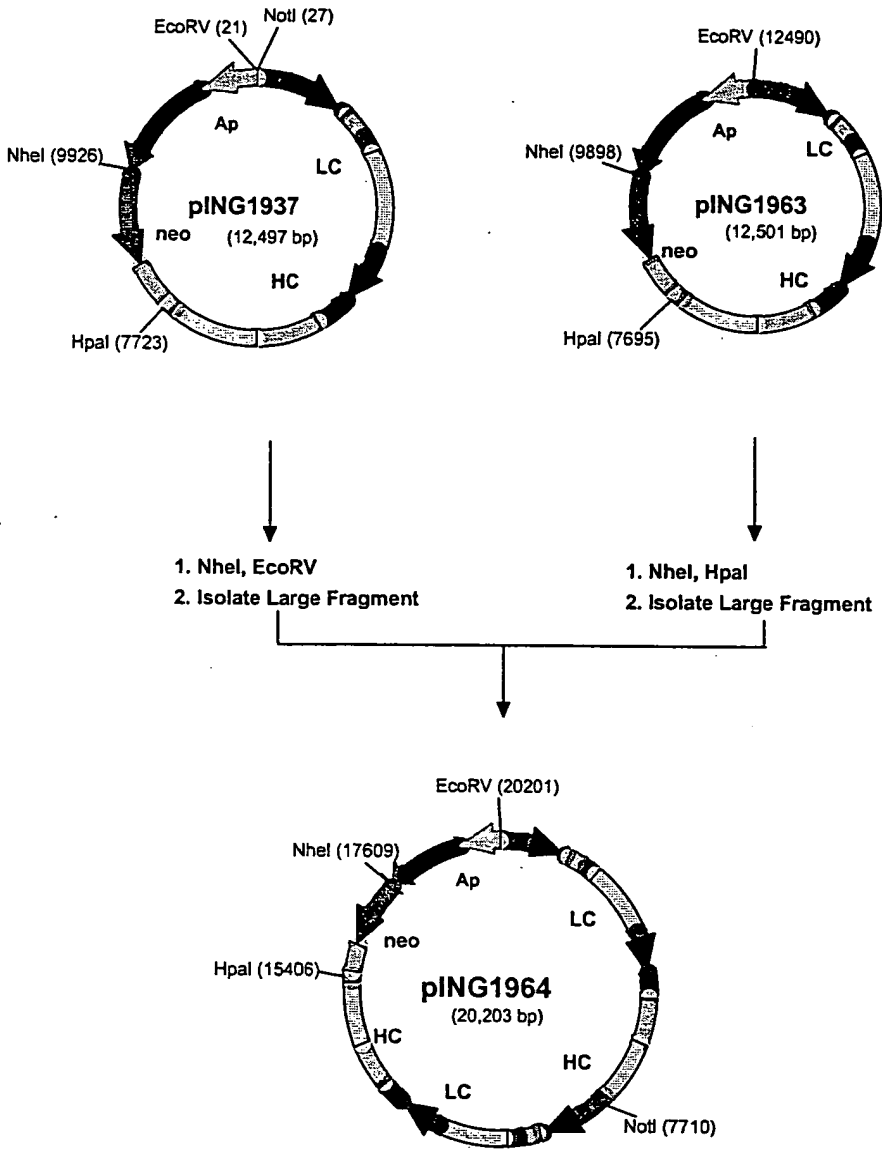 EcoRV (21)
NotI (27)
Ap
LC
NheI (9926)
pING1937
(12,497 bp)
neo
HC
HpaI (7723)
EcoRV (12490)
Ap
LC
NheI (9898)
pING1963
(12,501 bp)
neo
HC
HpaI (7695)
1. NheI, EcoRV
2. Isolate Large Fragment
1. NheI, HpaI
2. Isolate Large Fragment
EcoRV (20201)
NheI (17609)
Ap
LC
neo
HpaI (15406)
pING1964
(20,203 bp)
HC
HC
LC
NotI (7710)